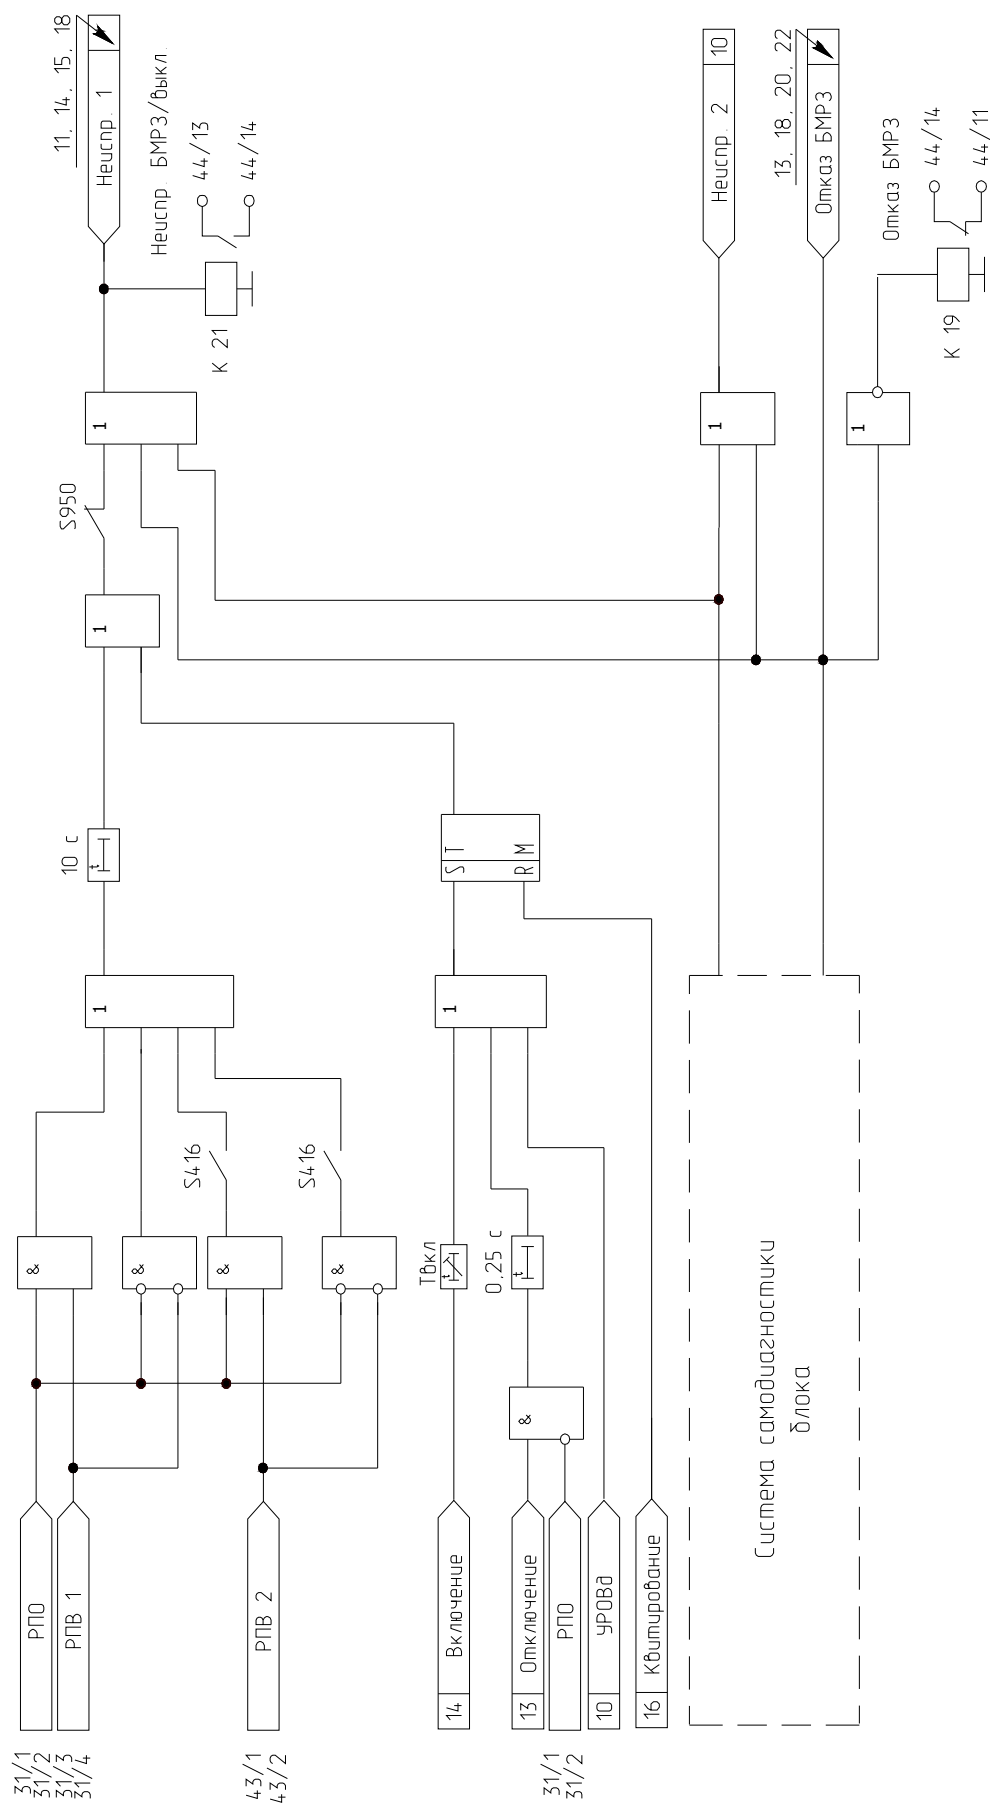 31/1
31/2
РПО
31/3
31/4
РПВ 1
43/1
43/2
РПВ 2
14 Включение
13 Отключение
31/1
31/2
РПО
10 УРОВд
16 Квитирование
Система самодиагностики
блока
&
&
&
&
&
S416
S416
Твкл
t
0,25 с
t
1
1
10 с
t
S T
R M
1
S950
1
1
1
К 21
Неиспр. 1
11, 14, 15, 18
Неиспр. БМРЗ/выкл.
44/13
44/14
Неиспр. 2 10
Отказ БМРЗ
13, 18, 20, 22
К 19
Отказ БМРЗ
44/14
44/11